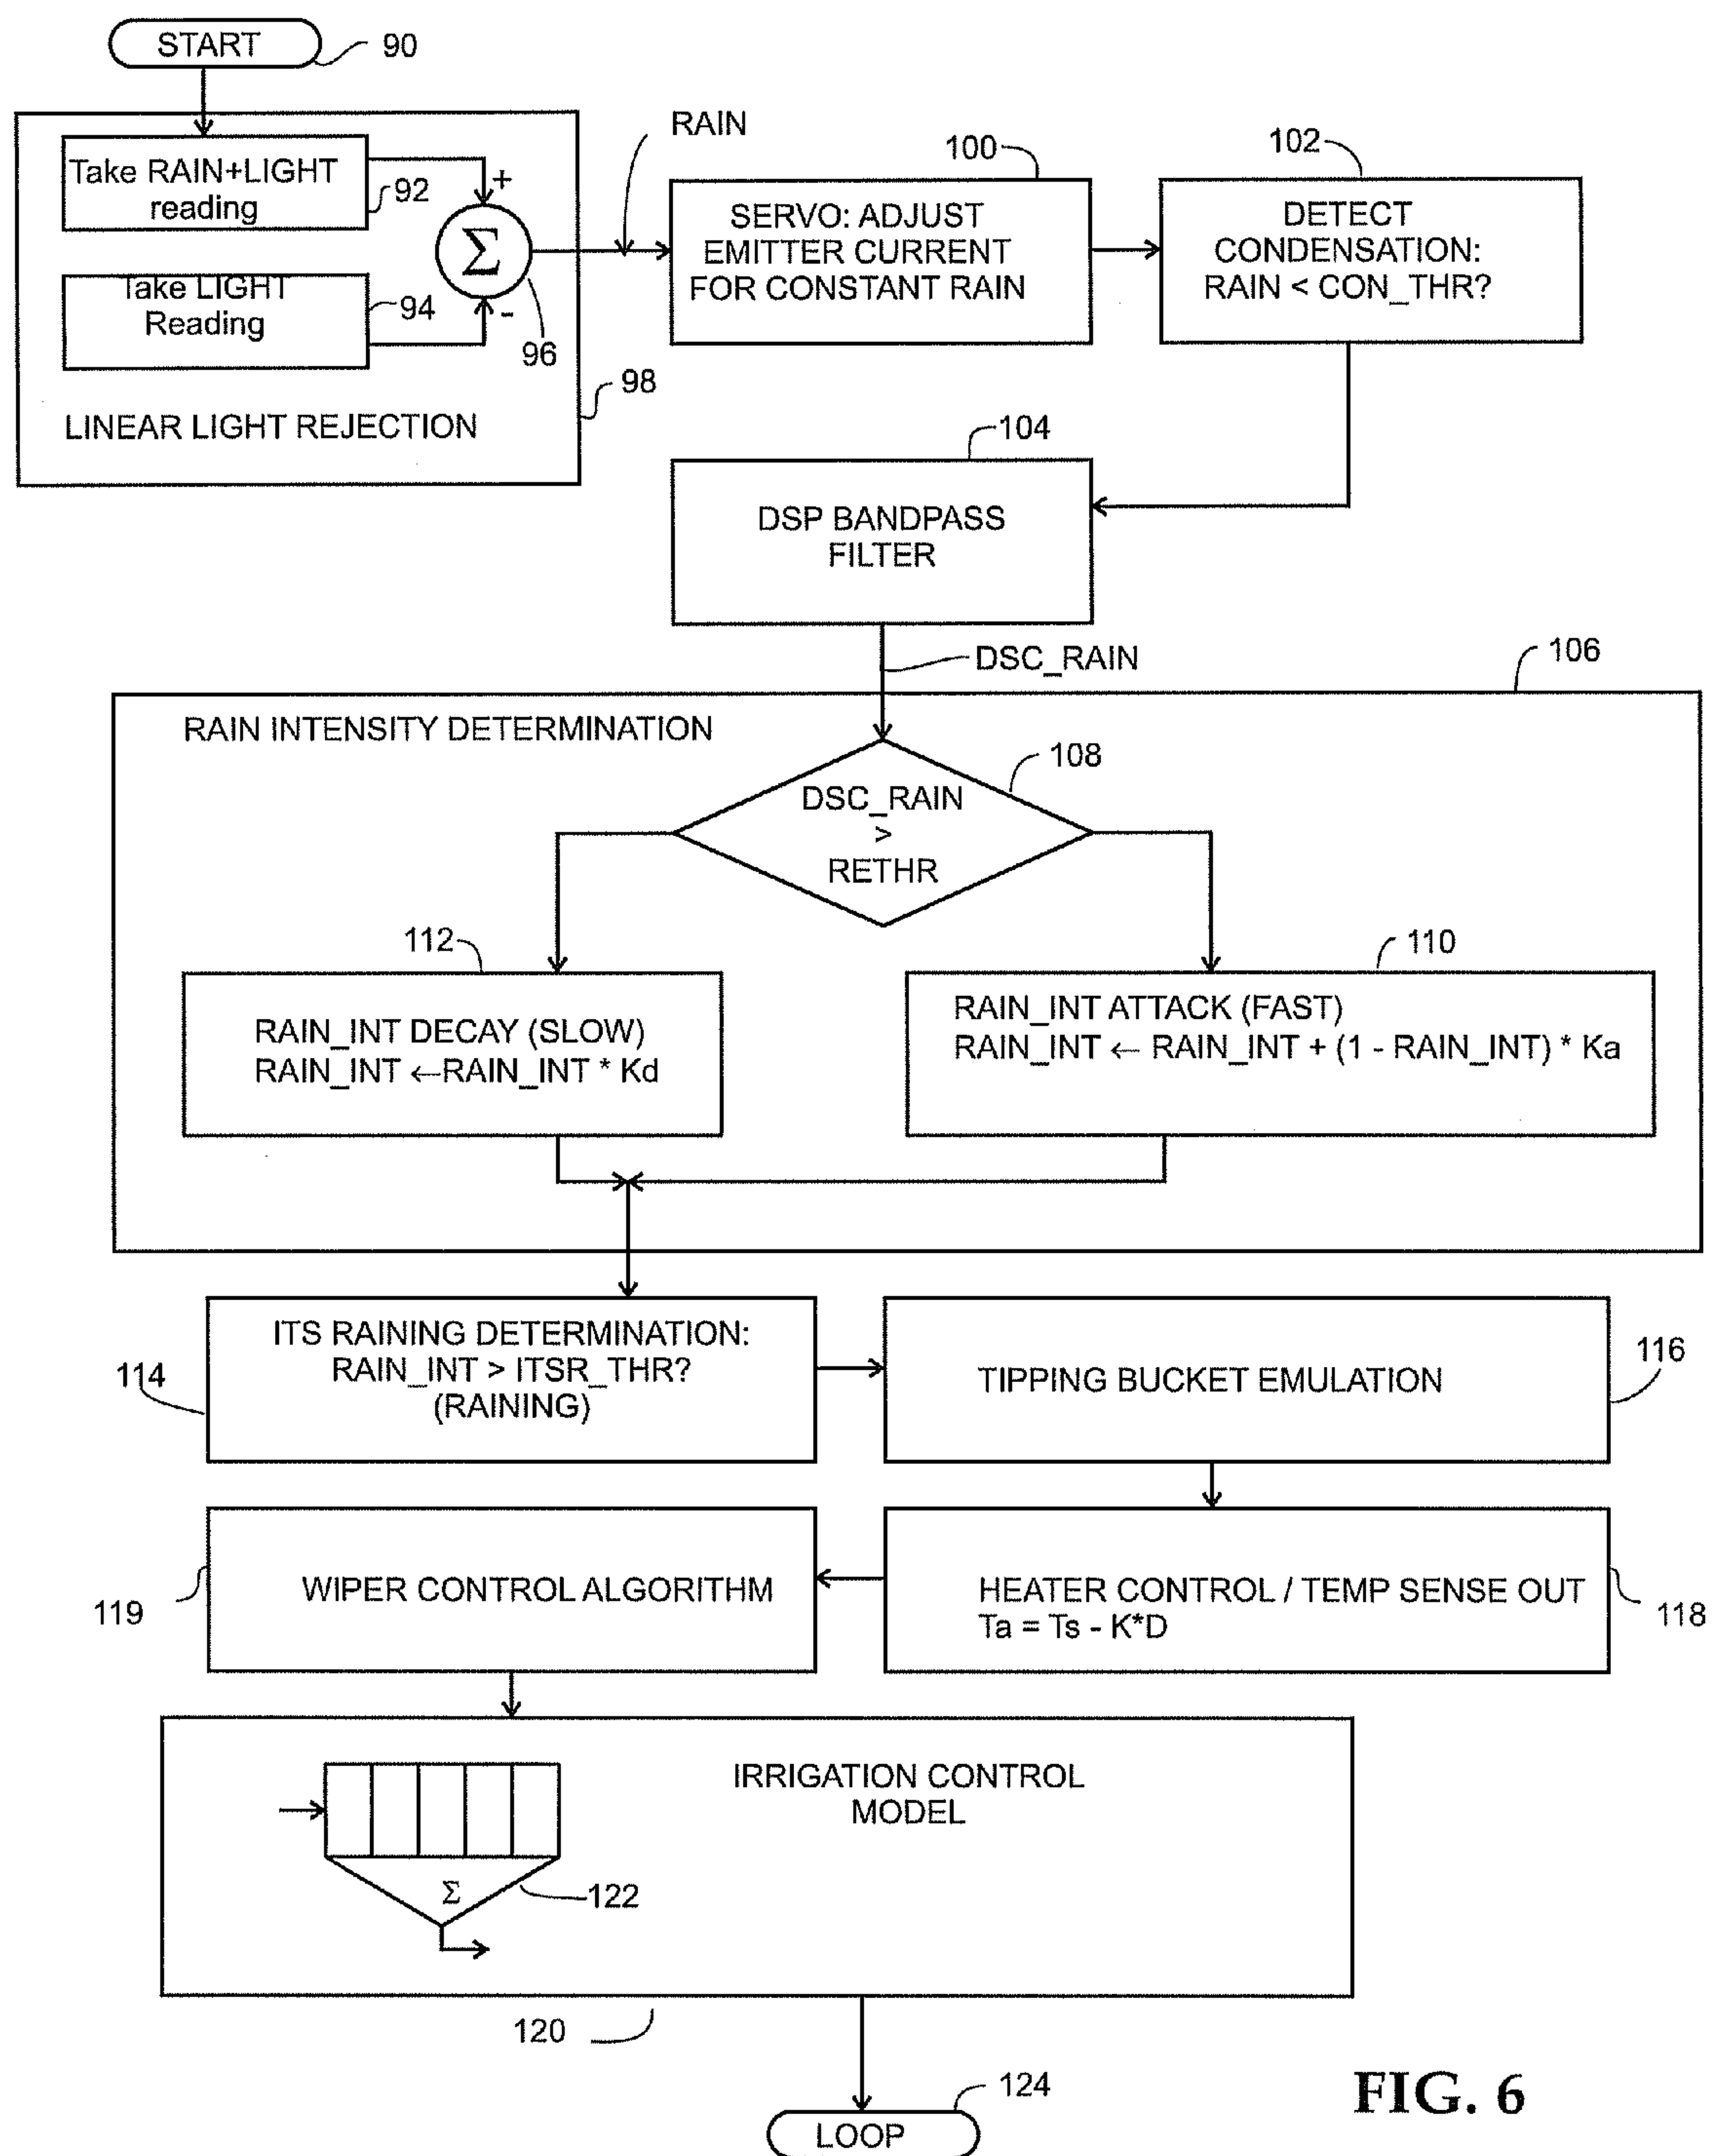 START
90
Take RAIN+LIGHT
reading
92
+
Take LIGHT
Reading
94
-
Σ
96
98
LINEAR LIGHT REJECTION
RAIN
100
SERVO: ADJUST
EMITTER CURRENT
FOR CONSTANT RAIN
102
DETECT
CONDENSATION:
RAIN < CON_THR?
104
DSP BANDPASS
FILTER
DSC_RAIN
106
RAIN INTENSITY DETERMINATION
108
DSC_RAIN
>
RETHR
112
RAIN_INT DECAY (SLOW)
RAIN_INT ←RAIN_INT * Kd
110
RAIN_INT ATTACK (FAST)
RAIN_INT ← RAIN_INT + (1 - RAIN_INT) * Ka
114
ITS RAINING DETERMINATION:
RAIN_INT > ITSR_THR?
(RAINING)
TIPPING BUCKET EMULATION
116
119
WIPER CONTROL ALGORITHM
HEATER CONTROL / TEMP SENSE OUT
Ta = Ts - K*D
118
IRRIGATION CONTROL
MODEL
Σ
122
120
124
LOOP
FIG. 6